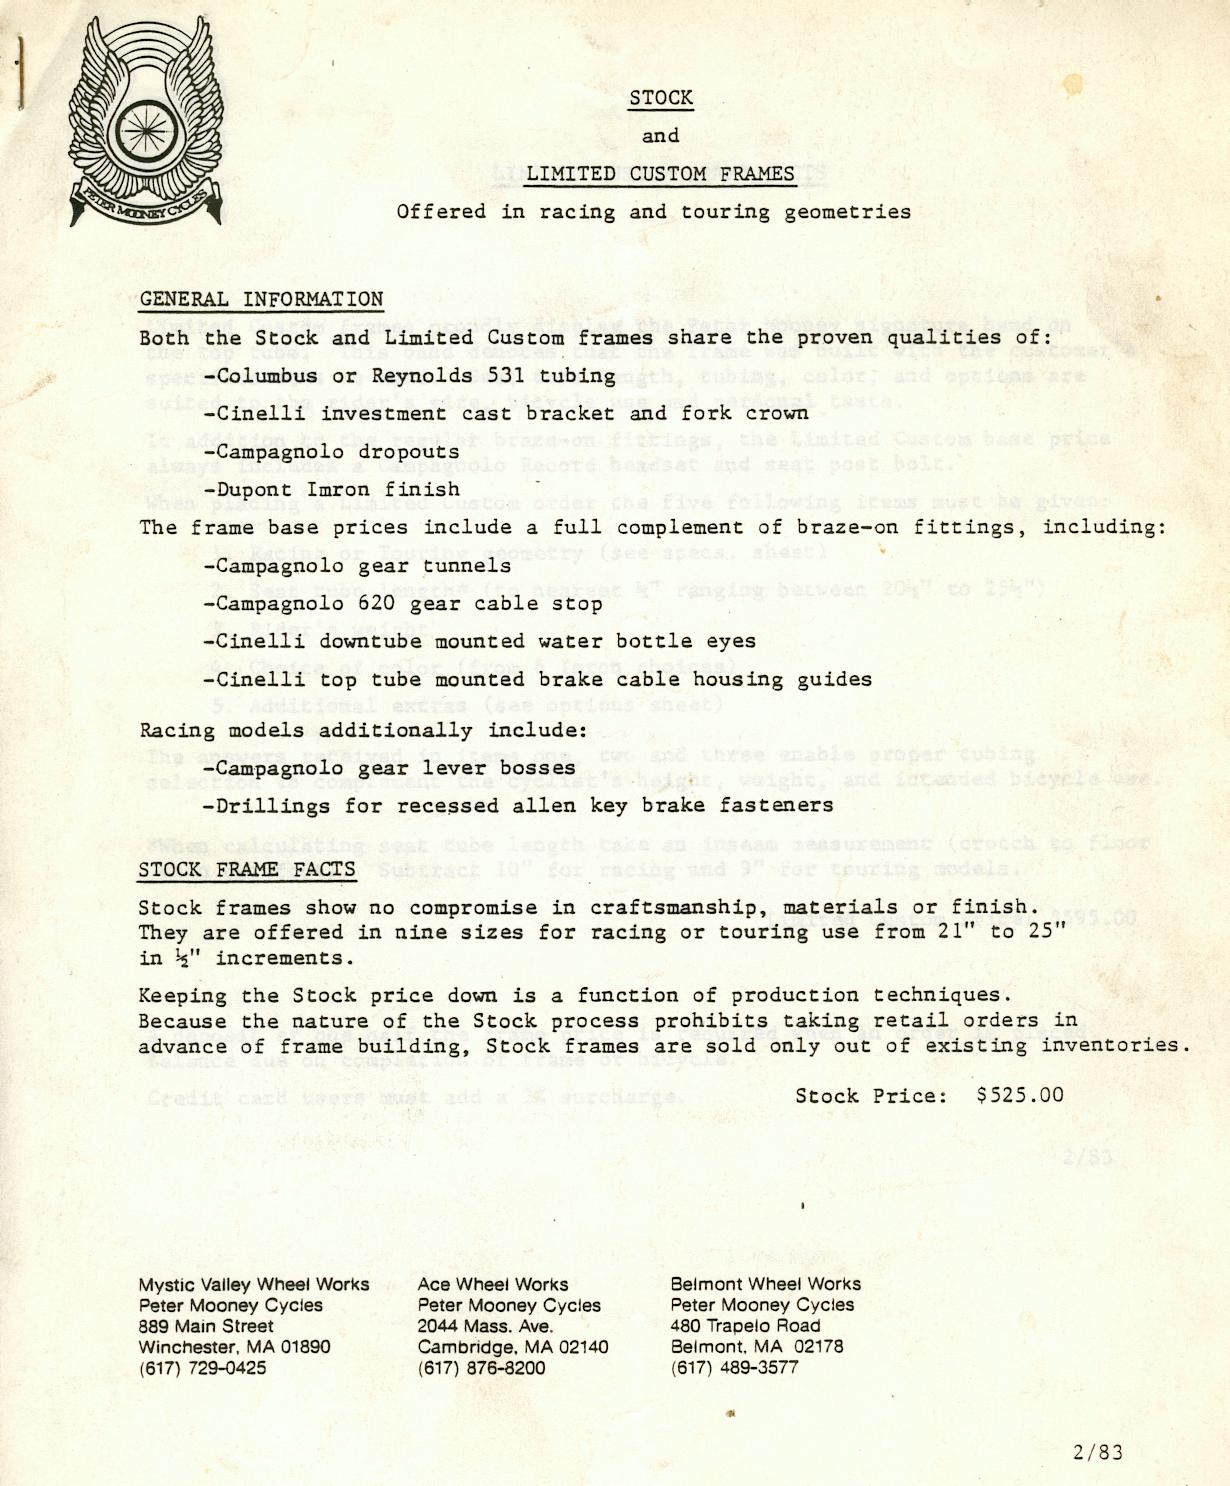 PETER MOONEY CYCLES
STOCK
and
LIMITED CUSTOM FRAMES
Offered in racing and touring geometries
GENERAL INFORMATION
Both the Stock and Limited Custom frames share the proven qualities of:
-Columbus or Reynolds 531 tubing
-Cinelli investment cast bracket and fork crown
-Campagnolo dropouts
-Dupont Imron finish
The frame base prices include a full complement of braze-on fittings, including:
-Campagnolo gear tunnels
-Campagnolo 620 gear cable stop
-Cinelli downtube mounted water bottle eyes
-Cinelli top tube mounted brake cable housing guides
Racing models additionally include:
-Campagnolo gear lever bosses
-Drillings for recessed allen key brake fasteners
STOCK FRAME FACTS
Stock frames show no compromise in craftsmanship, materials or finish.
They are offered in nine sizes for racing or touring use from 21" to 25"
in ½" increments.
Keeping the Stock price down is a function of production techniques.
Because the nature of the Stock process prohibits taking retail orders in
advance of frame building, Stock frames are sold only out of existing inventories.
Stock Price: $525.00
Mystic Valley Wheel Works
Peter Mooney Cycles
889 Main Street
Winchester, MA 01890
(617) 729-0425
Ace Wheel Works
Peter Mooney Cycles
2044 Mass. Ave.
Cambridge, MA 02140
(617) 876-8200
Belmont Wheel Works
Peter Mooney Cycles
480 Trapelo Road
Belmont, MA 02178
(617) 489-3577
2/83